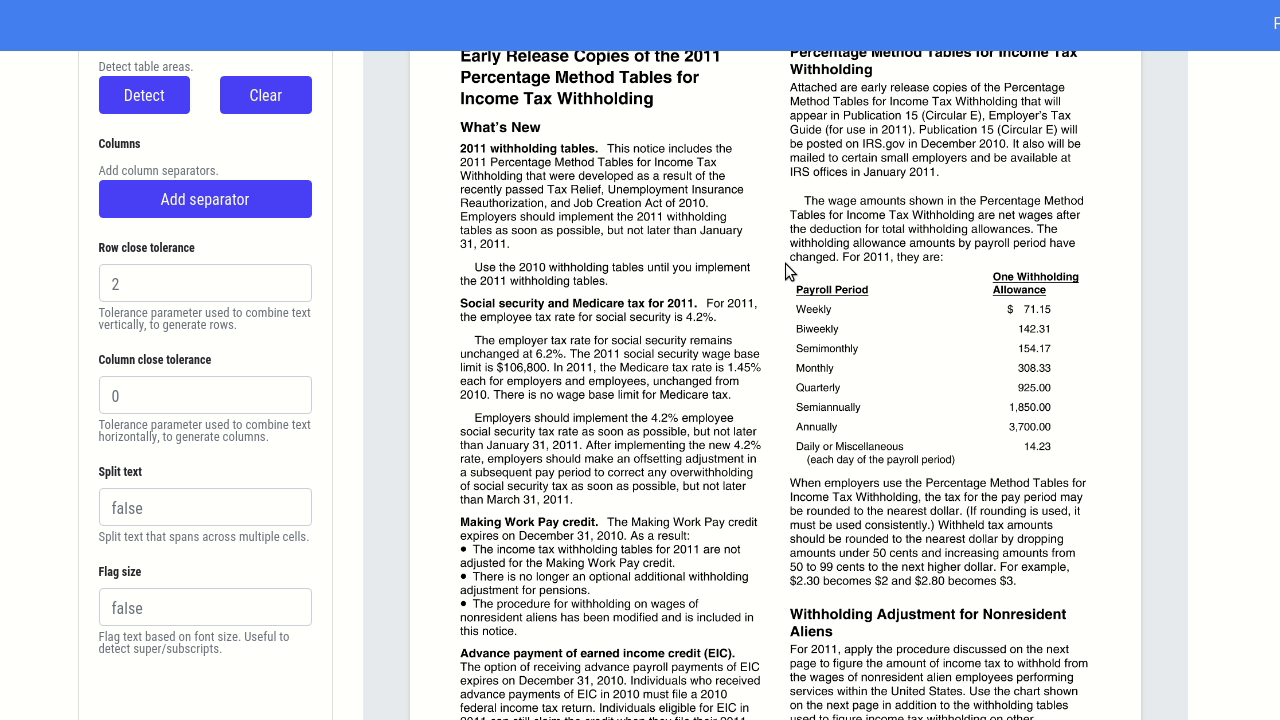 Detect table areas.
Detect
Clear
Columns
Add column separators.
Add separator
Row close tolerance
2
Tolerance parameter used to combine text
vertically, to generate rows.
Column close tolerance
0
Tolerance parameter used to combine text
horizontally, to generate columns.
Split text
false
Split text that spans across multiple cells.
Flag size
false
Flag text based on font size. Useful to
detect super/subscripts.
Early Release Copies of the 2011
Percentage Method Tables for
Income Tax Withholding
What's New
2011 withholding tables. This notice includes the
2011 Percentage Method Tables for Income Tax
Withholding that were developed as a result of the
recently passed Tax Relief, Unemployment Insurance
Reauthorization, and Job Creation Act of 2010.
Employers should implement the 2011 withholding
tables as soon as possible, but not later than January
31, 2011.
Use the 2010 withholding tables until you implement
the 2011 withholding tables.
Social security and Medicare tax for 2011. For 2011,
the employee tax rate for social security is 4.2%.
The employer tax rate for social security remains
unchanged at 6.2%. The 2011 social security wage base
limit is $106,800. In 2011, the Medicare tax rate is 1.45%
each for employers and employees, unchanged from
2010. There is no wage base limit for Medicare tax.
Employers should implement the 4.2% employee
social security tax rate as soon as possible, but not later
than January 31, 2011. After implementing the new 4.2%
rate, employers should make an offsetting adjustment in
a subsequent pay period to correct any overwithholding
of social security tax as soon as possible, but not later
than March 31, 2011.
Making Work Pay credit. The Making Work Pay credit
expires on December 31, 2010. As a result:
● The income tax withholding tables for 2011 are not
adjusted for the Making Work Pay credit.
● There is no longer an optional additional withholding
adjustment for pensions.
● The procedure for withholding on wages of
nonresident aliens has been modified and is included in
this notice.
Advance payment of earned income credit (EIC).
The option of receiving advance payroll payments of EIC
expires on December 31, 2010. Individuals who received
advance payments of EIC in 2010 must file a 2010
federal income tax return. Individuals eligible for EIC in
2011 can still claim the credit when they file their 2011
Percentage Method Tables for Income Tax
Withholding
Attached are early release copies of the Percentage
Method Tables for Income Tax Withholding that will
appear in Publication 15 (Circular E), Employer's Tax
Guide (for use in 2011). Publication 15 (Circular E) will
be posted on IRS.gov in December 2010. It also will be
mailed to certain small employers and be available at
IRS offices in January 2011.
The wage amounts shown in the Percentage Method
Tables for Income Tax Withholding are net wages after
the deduction for total withholding allowances. The
withholding allowance amounts by payroll period have
changed. For 2011, they are:
One Withholding
Payroll Period Allowance
Weekly $ 71.15
Biweekly 142.31
Semimonthly 154.17
Monthly 308.33
Quarterly 925.00
Semiannually 1,850.00
Annually 3,700.00
Daily or Miscellaneous 14.23
(each day of the payroll period)
When employers use the Percentage Method Tables for
Income Tax Withholding, the tax for the pay period may
be rounded to the nearest dollar. (If rounding is used, it
must be used consistently.) Withheld tax amounts
should be rounded to the nearest dollar by dropping
amounts under 50 cents and increasing amounts from
50 to 99 cents to the next higher dollar. For example,
$2.30 becomes $2 and $2.80 becomes $3.
Withholding Adjustment for Nonresident
Aliens
For 2011, apply the procedure discussed on the next
page to figure the amount of income tax to withhold from
the wages of nonresident alien employees performing
services within the United States. Use the chart shown
on the next page in addition to the withholding tables
used to figure income tax withholding on other